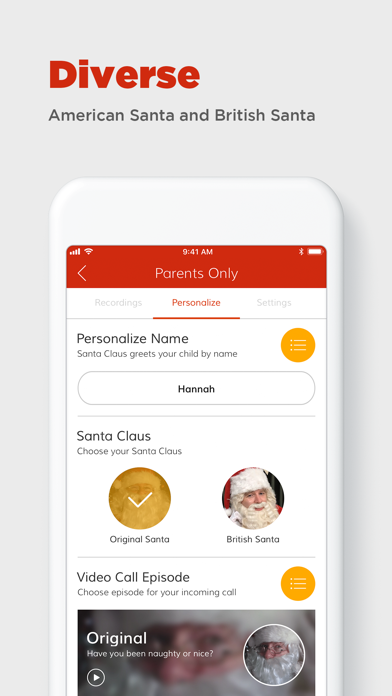 Diverse
American Santa and British Santa
9:41 AM
Parents Only
Recordings Personalize Settings
Personalize Name
Santa Claus greets your child by name
Hannah
Santa Claus
Choose your Santa Claus
Original Santa British Santa
Video Call Episode
Choose episode for your incoming call
Original
Have you been naughty or nice?